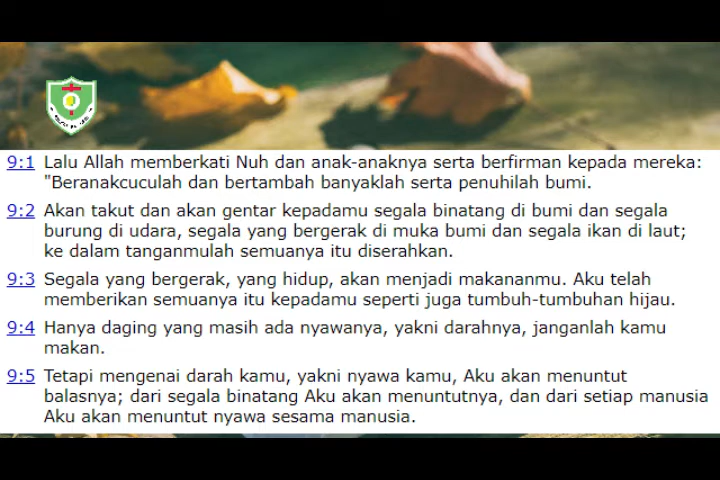 9:1 Lalu Allah memberkati Nuh dan anak-anaknya serta berfirman kepada mereka:
"Beranakcuculah dan bertambah banyaklah serta penuhilah bumi.
9:2 Akan takut dan akan gentar kepadamu segala binatang di bumi dan segala
burung di udara, segala yang bergerak di muka bumi dan segala ikan di laut;
ke dalam tanganmulah semuanya itu diserahkan.
9:3 Segala yang bergerak, yang hidup, akan menjadi makananmu. Aku telah
memberikan semuanya itu kepadamu seperti juga tumbuh-tumbuhan hijau.
9:4 Hanya daging yang masih ada nyawanya, yakni darahnya, janganlah kamu
makan.
9:5 Tetapi mengenai darah kamu, yakni nyawa kamu, Aku akan menuntut
balasnya; dari segala binatang Aku akan menuntutnya, dan dari setiap manusia
Aku akan menuntut nyawa sesama manusia.